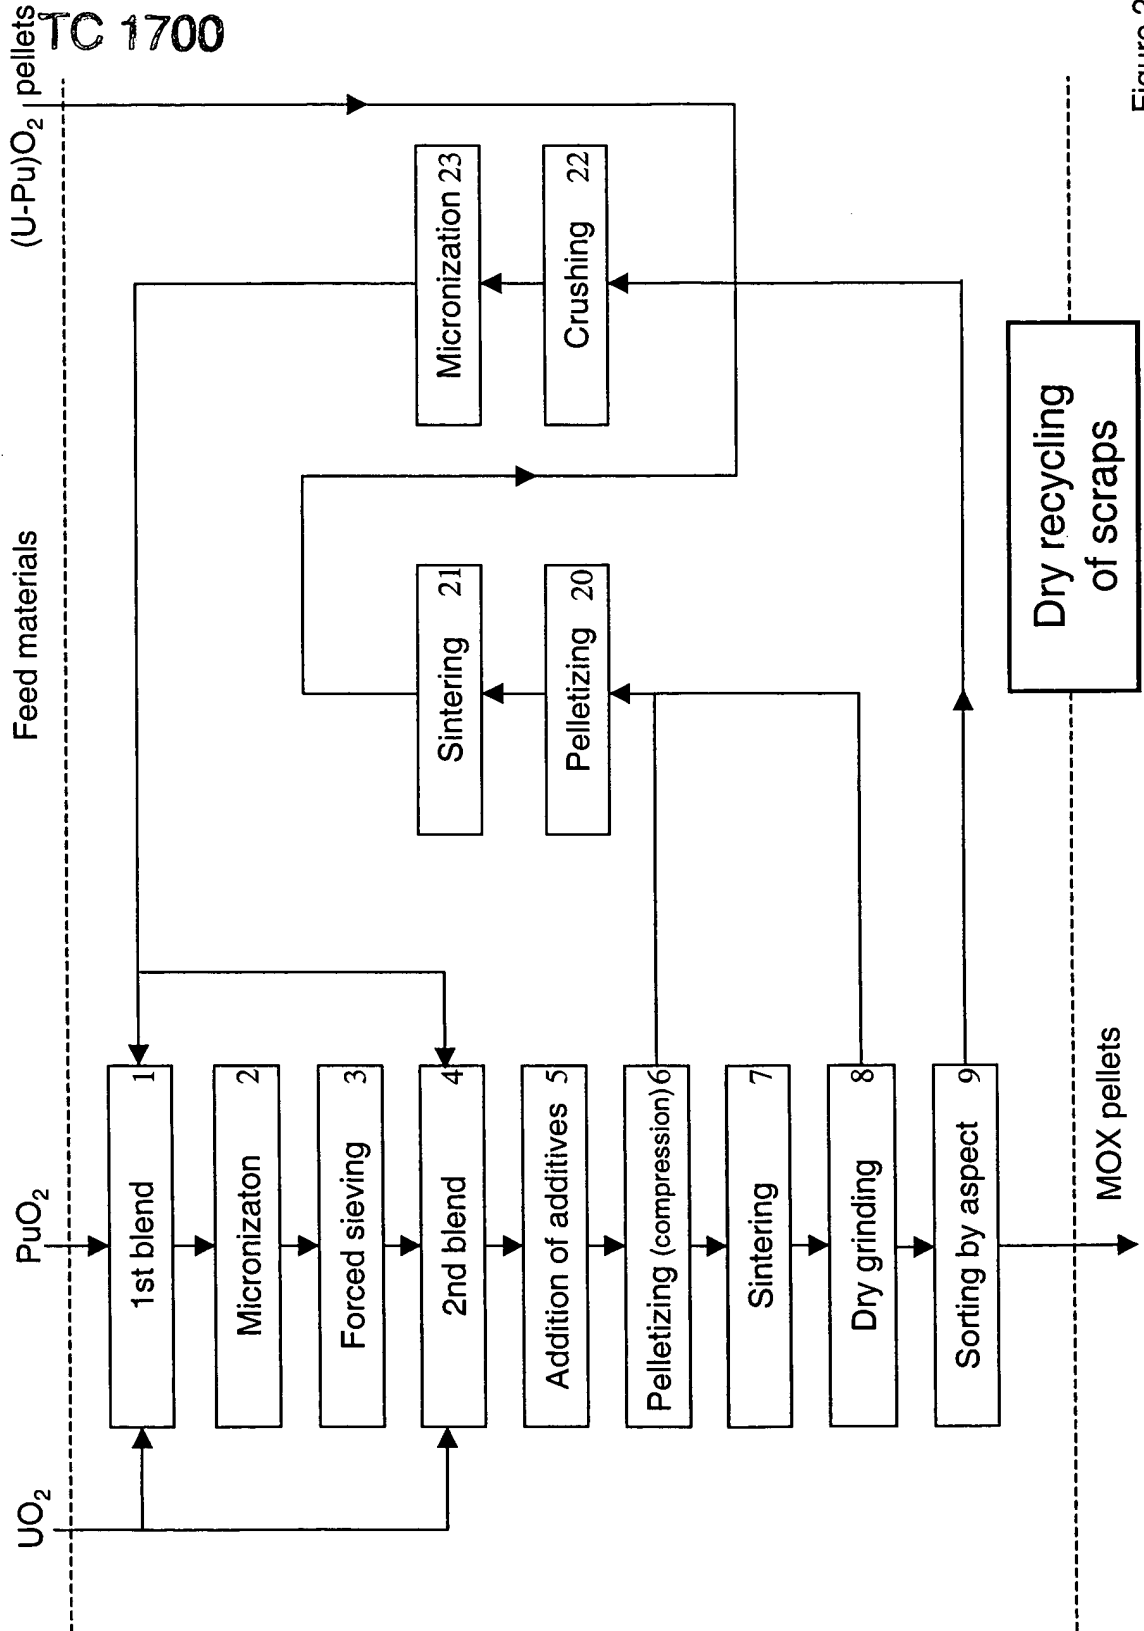 TC 1700
Feed materials
UO2
PuO2
(U-Pu)O2 pellets
1st blend 1
Micronizaton 2
Forced sieving 3
2nd blend 4
Addition of additives 5
Pelletizing (compression) 6
Sintering 7
Dry grinding 8
Sorting by aspect 9
MOX pellets
Sintering 21
Pelletizing 20
Micronization 23
Crushing 22
Dry recycling
of scraps
Figure 2